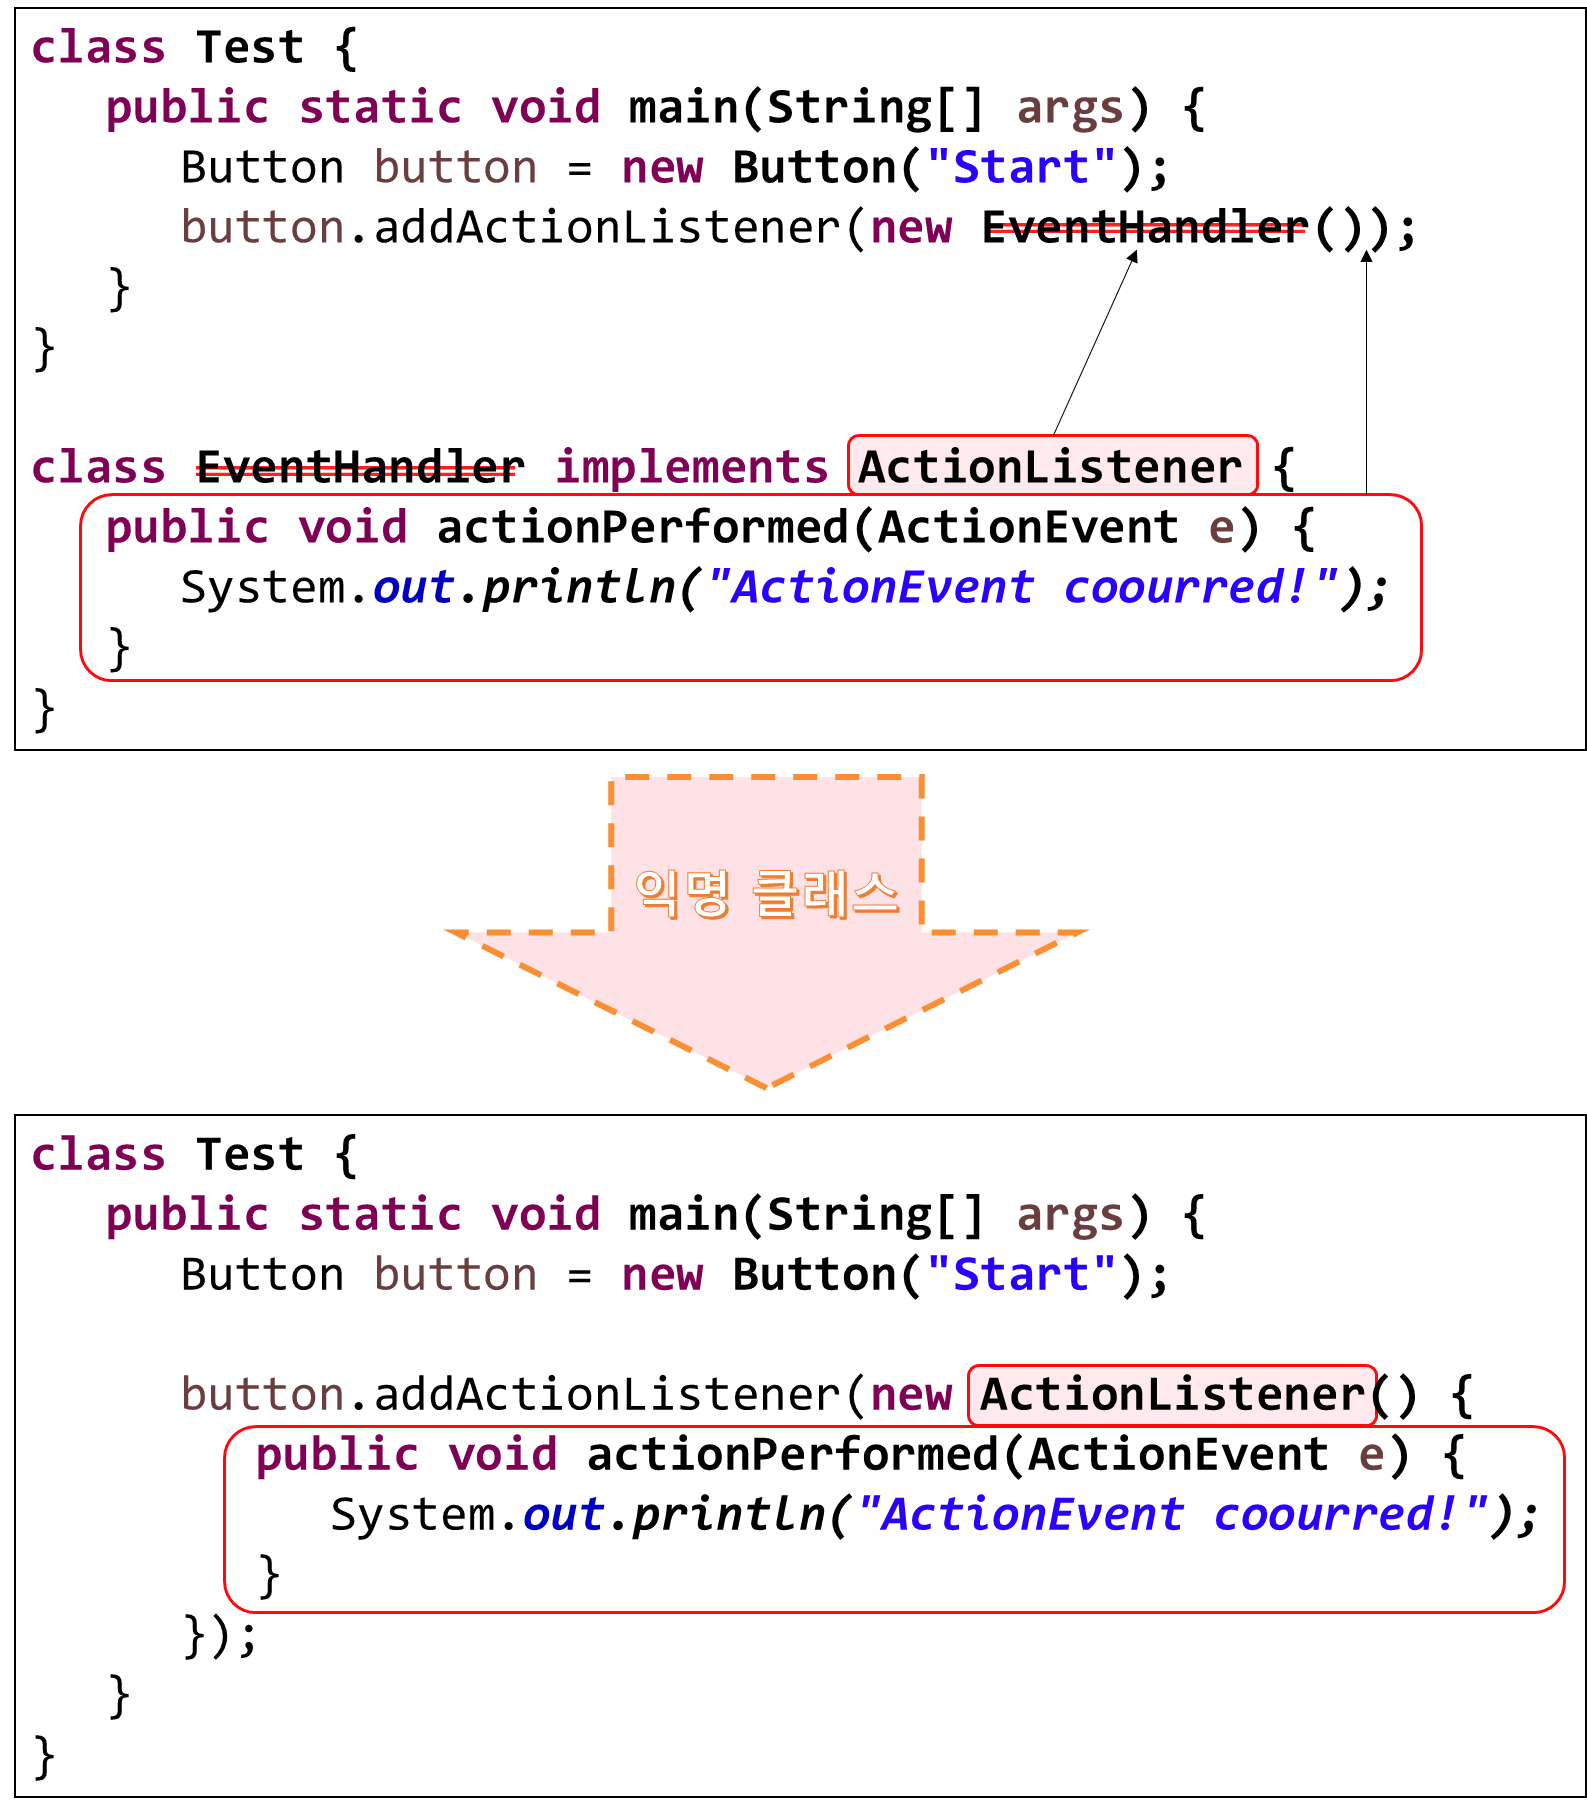 class Test {
public static void main(String[] args) {
Button button = new Button("Start");
button.addActionListener(new EventHandler());
}
}
class EventHandler implements ActionListener {
public void actionPerformed(ActionEvent e) {
System.out.println("ActionEvent coourred!");
}
}
익명 클래스
class Test {
public static void main(String[] args) {
Button button = new Button("Start");
button.addActionListener(new ActionListener() {
public void actionPerformed(ActionEvent e) {
System.out.println("ActionEvent coourred!");
}
});
}
}